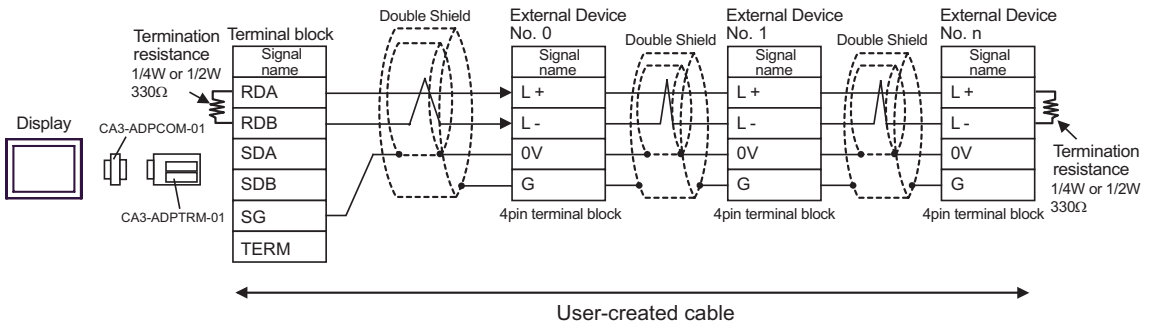 Display
CA3-ADPCOM-01
CA3-ADPTRM-01
Termination
resistance
1/4W or 1/2W
330Ω
Terminal block
Signal
name
RDA
RDB
SDA
SDB
SG
TERM
Double Shield
External Device
No. 0
Signal
name
L +
L -
0V
G
4pin terminal block
Double Shield
External Device
No. 1
Signal
name
L +
L -
0V
G
4pin terminal block
Double Shield
External Device
No. n
Signal
name
L +
L -
0V
G
4pin terminal block
Termination
resistance
1/4W or 1/2W
330Ω
User-created cable